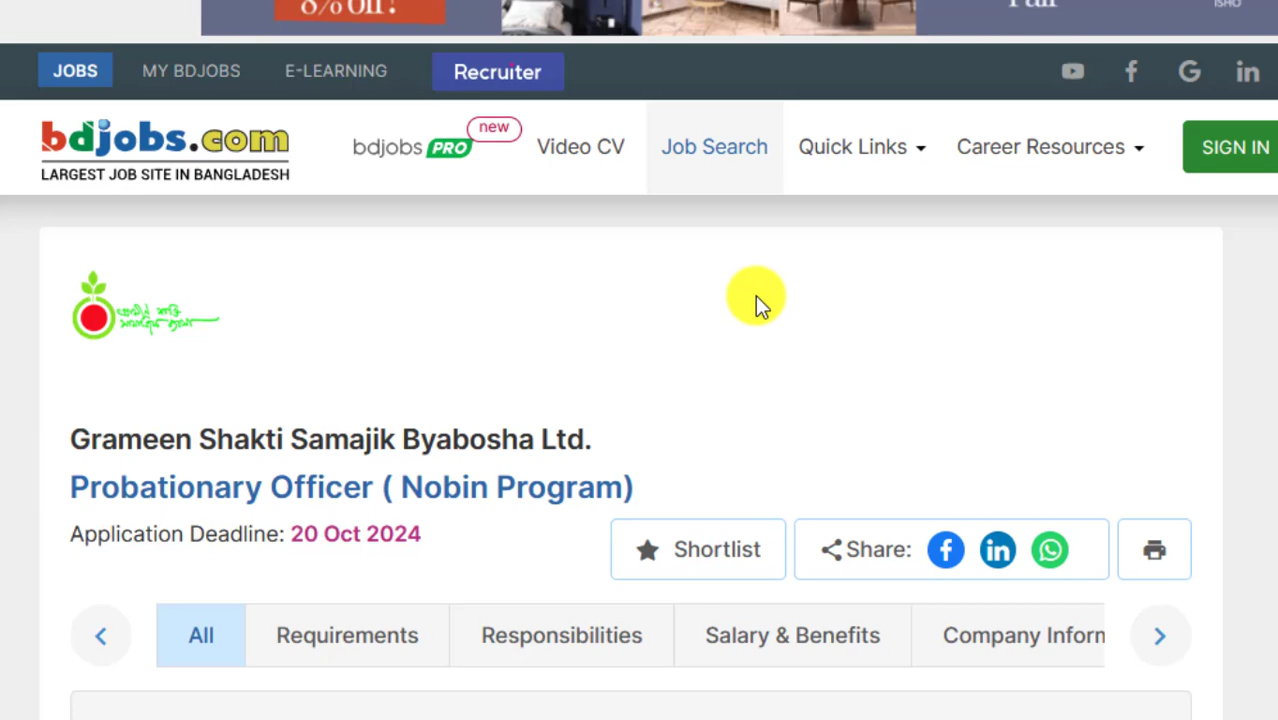 8% Off!
Fall
ISHO
JOBS
MY BDJOBS
E-LEARNING
Recruiter
bdjobs.com
LARGEST JOB SITE IN BANGLADESH
bdjobs PRO
new
Video CV
Job Search
Quick Links
Career Resources
SIGN IN
Grameen Shakti Samajik Byabosha Ltd.
Probationary Officer ( Nobin Program)
Application Deadline: 20 Oct 2024
Shortlist
Share:
All
Requirements
Responsibilities
Salary & Benefits
Company Inform